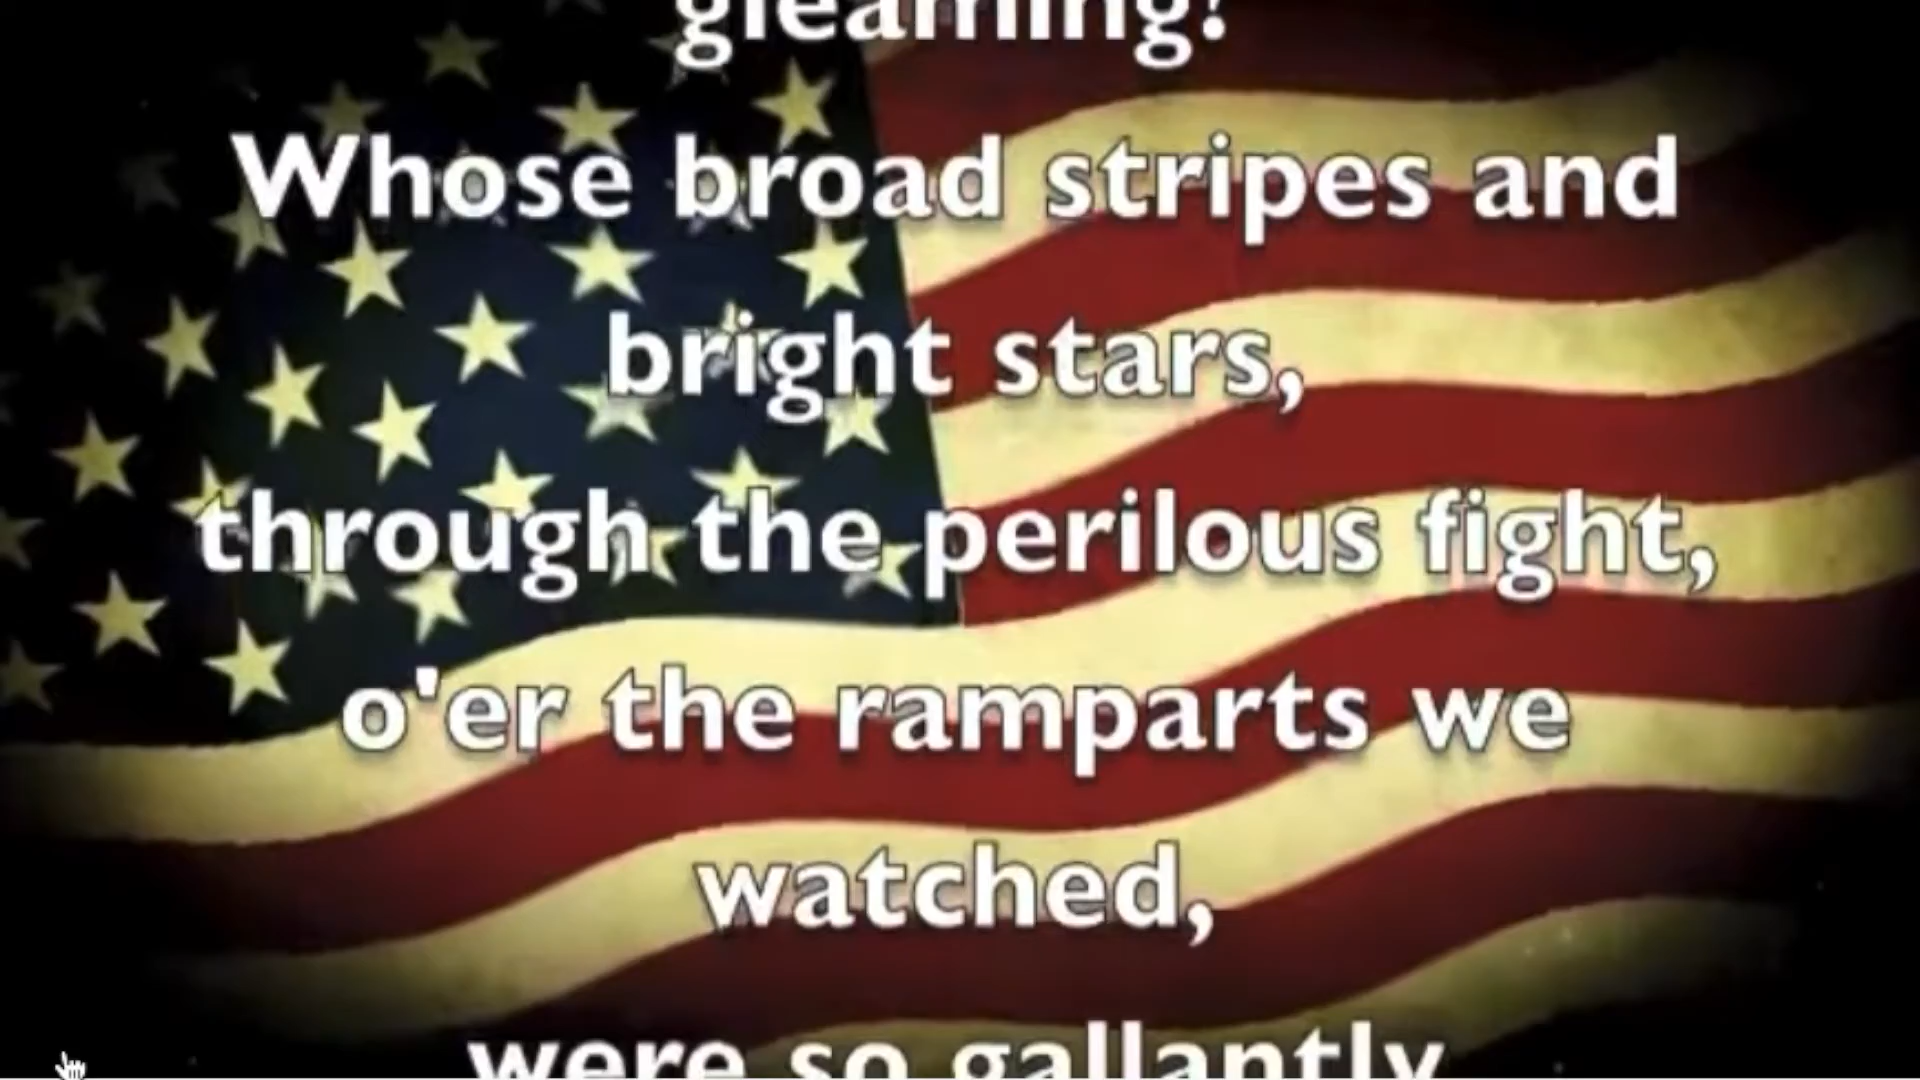 gleaming?
Whose broad stripes and
bright stars,
through the perilous fight,
o'er the ramparts we
watched,
were so gallantly